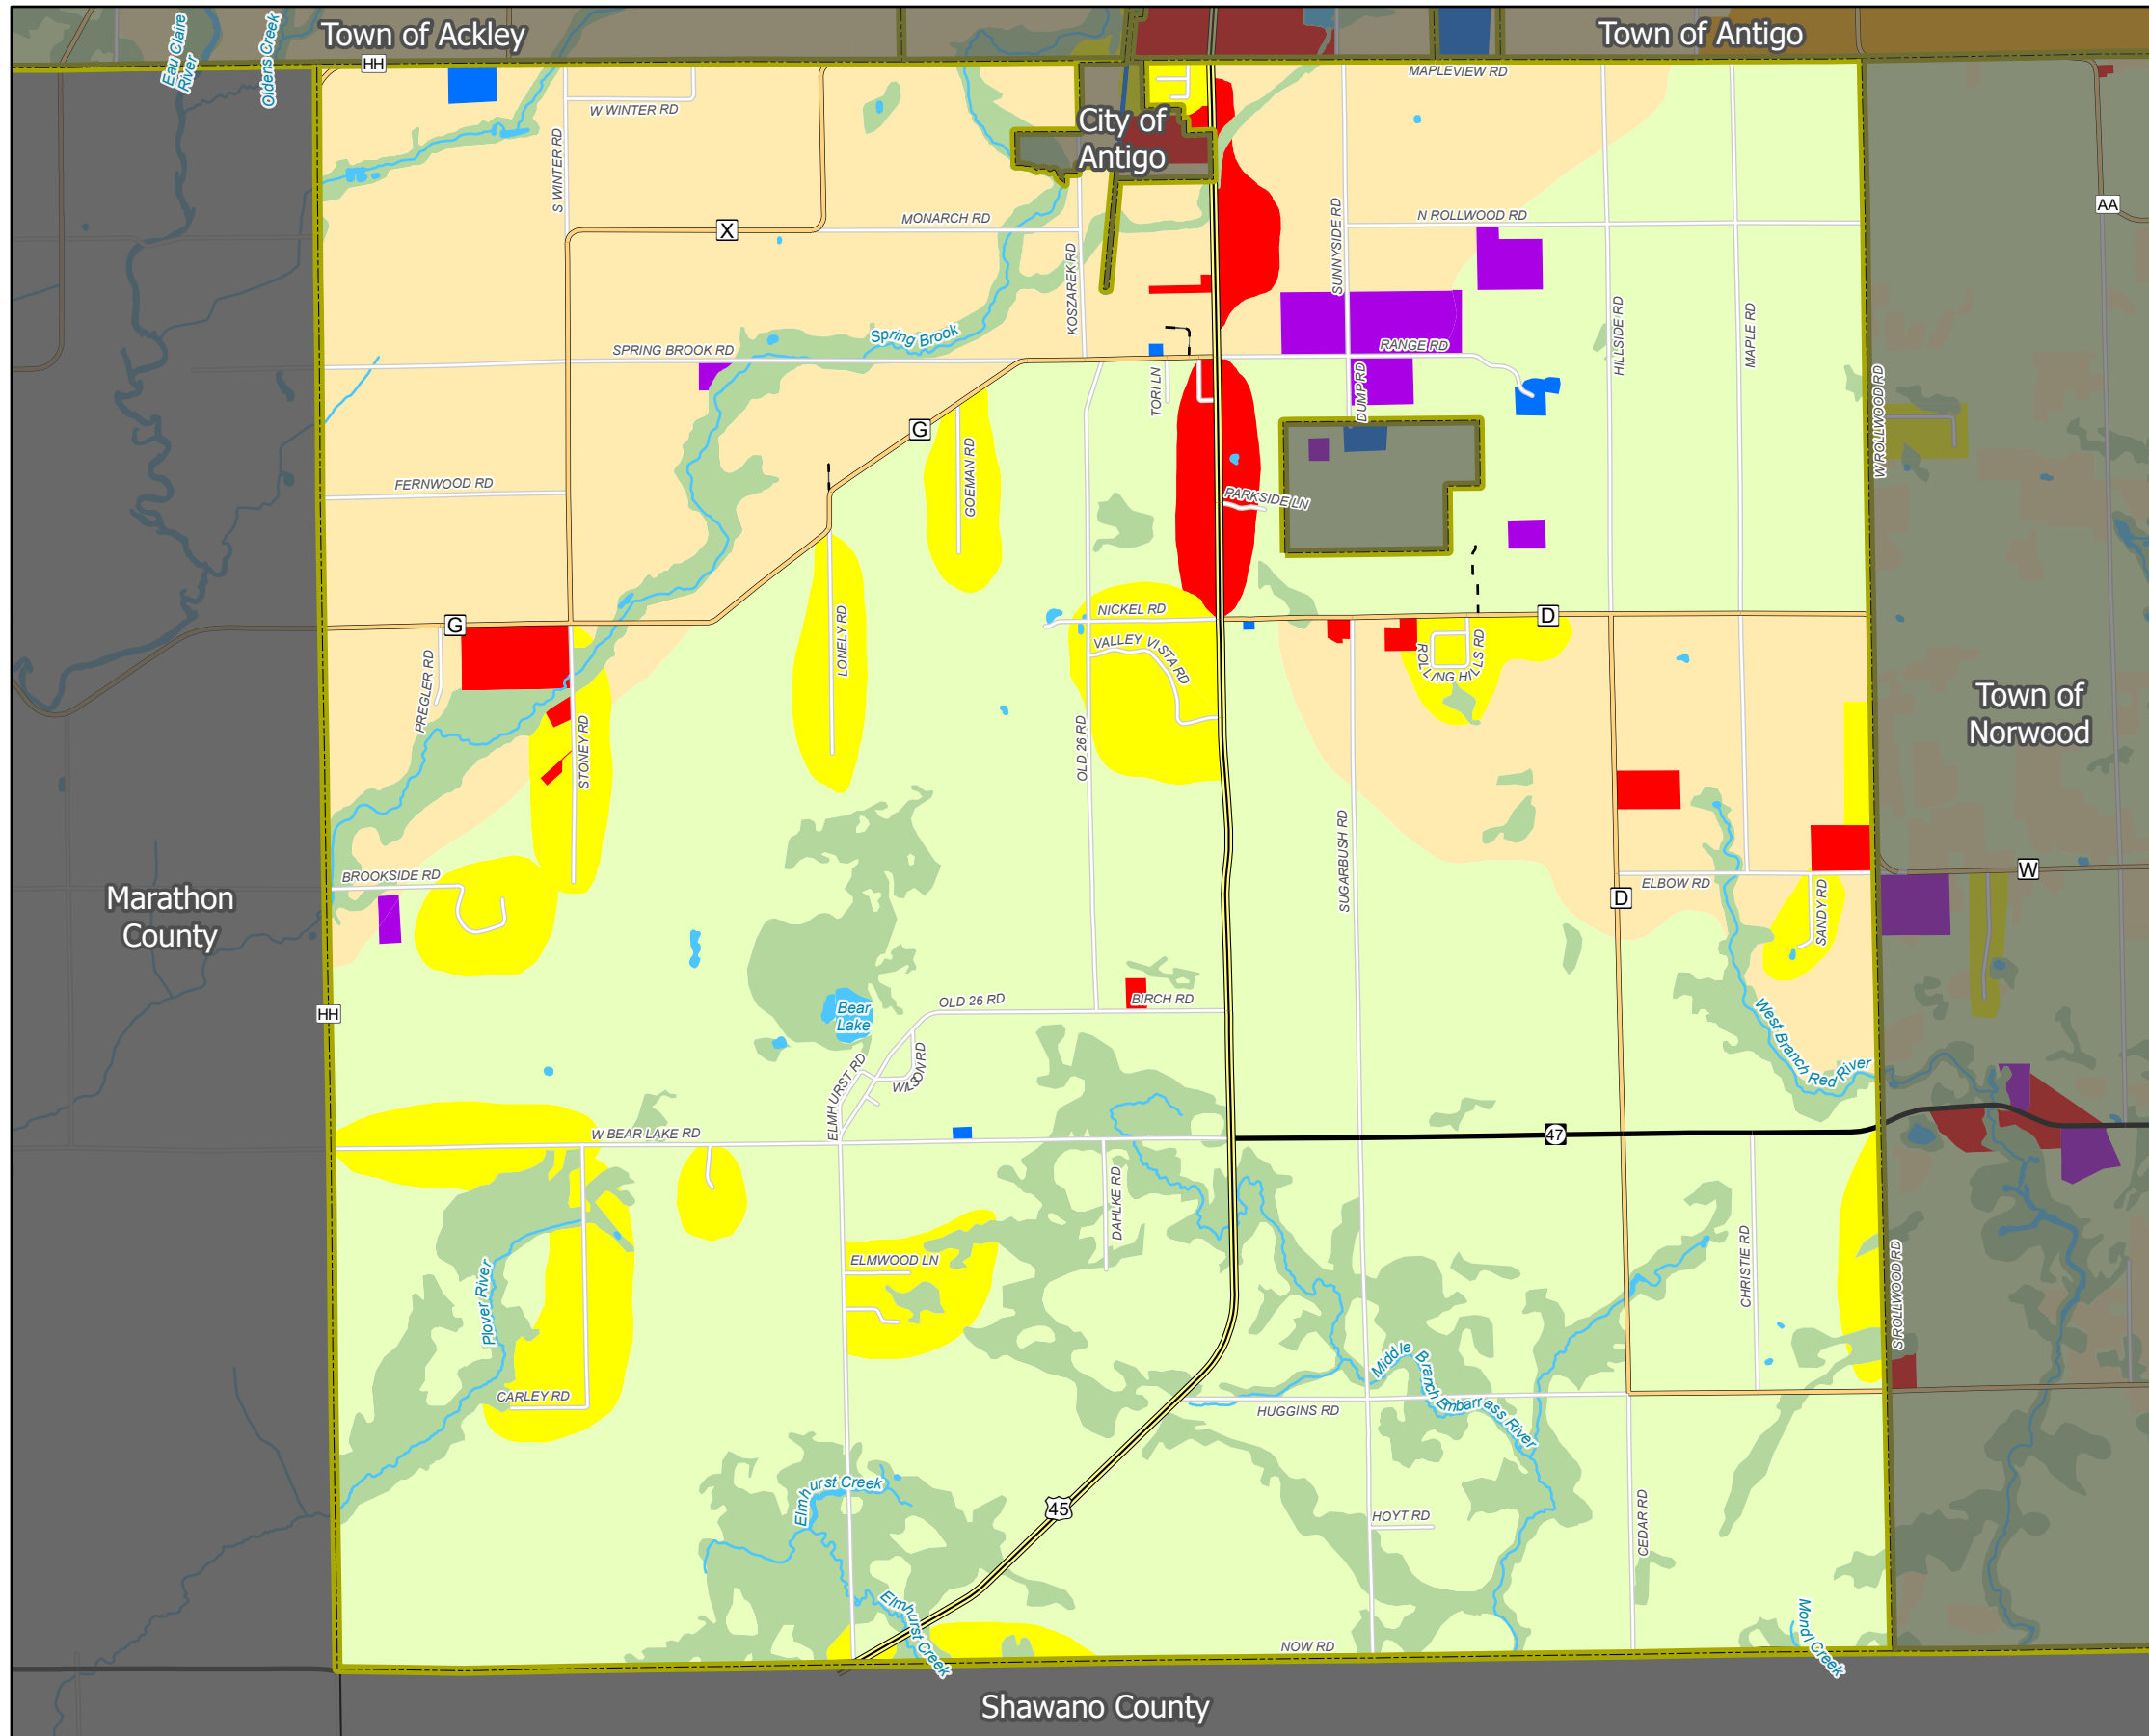 Town of Ackley
Town of Antigo
Eau Claire
River
Oldens Creek
HH
MAPLEVIEW RD
W WINTER RD
City of
Antigo
S WINTER RD
AA
MONARCH RD
N ROLLWOOD RD
X
SUNNYSIDE RD
KOSZAREK RD
HILLSIDE RD
MAPLE RD
Spring Brook
SPRING BROOK RD
RANGE RD
TORI LN
DUMP RD
W ROLLWOOD RD
G
GOEMAN RD
FERNWOOD RD
PARKSIDE LN
NICKEL RD
D
G
LONELY RD
VALLEY VISTA RD
ROLLING HILLS RD
PREGLER RD
STONEY RD
OLD 26 RD
Town of
Norwood
SUGARBUSH RD
BROOKSIDE RD
ELBOW RD
W
Marathon
County
D
SANDY RD
HH
OLD 26 RD
BIRCH RD
Bear
Lake
West Branch Red River
ELMHURST RD
WILSON RD
W BEAR LAKE RD
47
DAHLKE RD
ELMWOOD LN
CHRISTIE RD
S ROLLWOOD RD
Plover River
Middle Branch Embarrass River
CARLEY RD
HUGGINS RD
Elmhurst Creek
45
HOYT RD
CEDAR RD
Elmhurst Creek
NOW RD
Mondl Creek
Shawano County